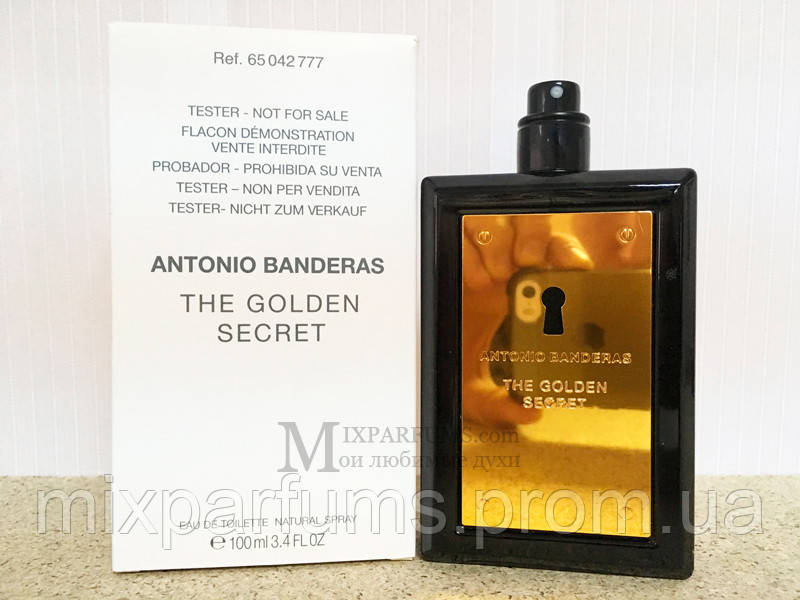 Ref. 65 042 777
TESTER - NOT FOR SALE
FLACON DÉMONSTRATION
VENTE INTERDITE
PROBADOR - PROHIBIDA SU VENTA
TESTER – NON PER VENDITA
TESTER- NICHT ZUM VERKAUF
ANTONIO BANDERAS
THE GOLDEN
SECRET
EAU DE TOILETTE NATURAL SPRAY
℮ 100 ml 3.4 FL OZ
ANTONIO BANDERAS
THE GOLDEN
SECRET
MIXPARFUMS.com
Мои любимые духи
mixparfums.prom.ua